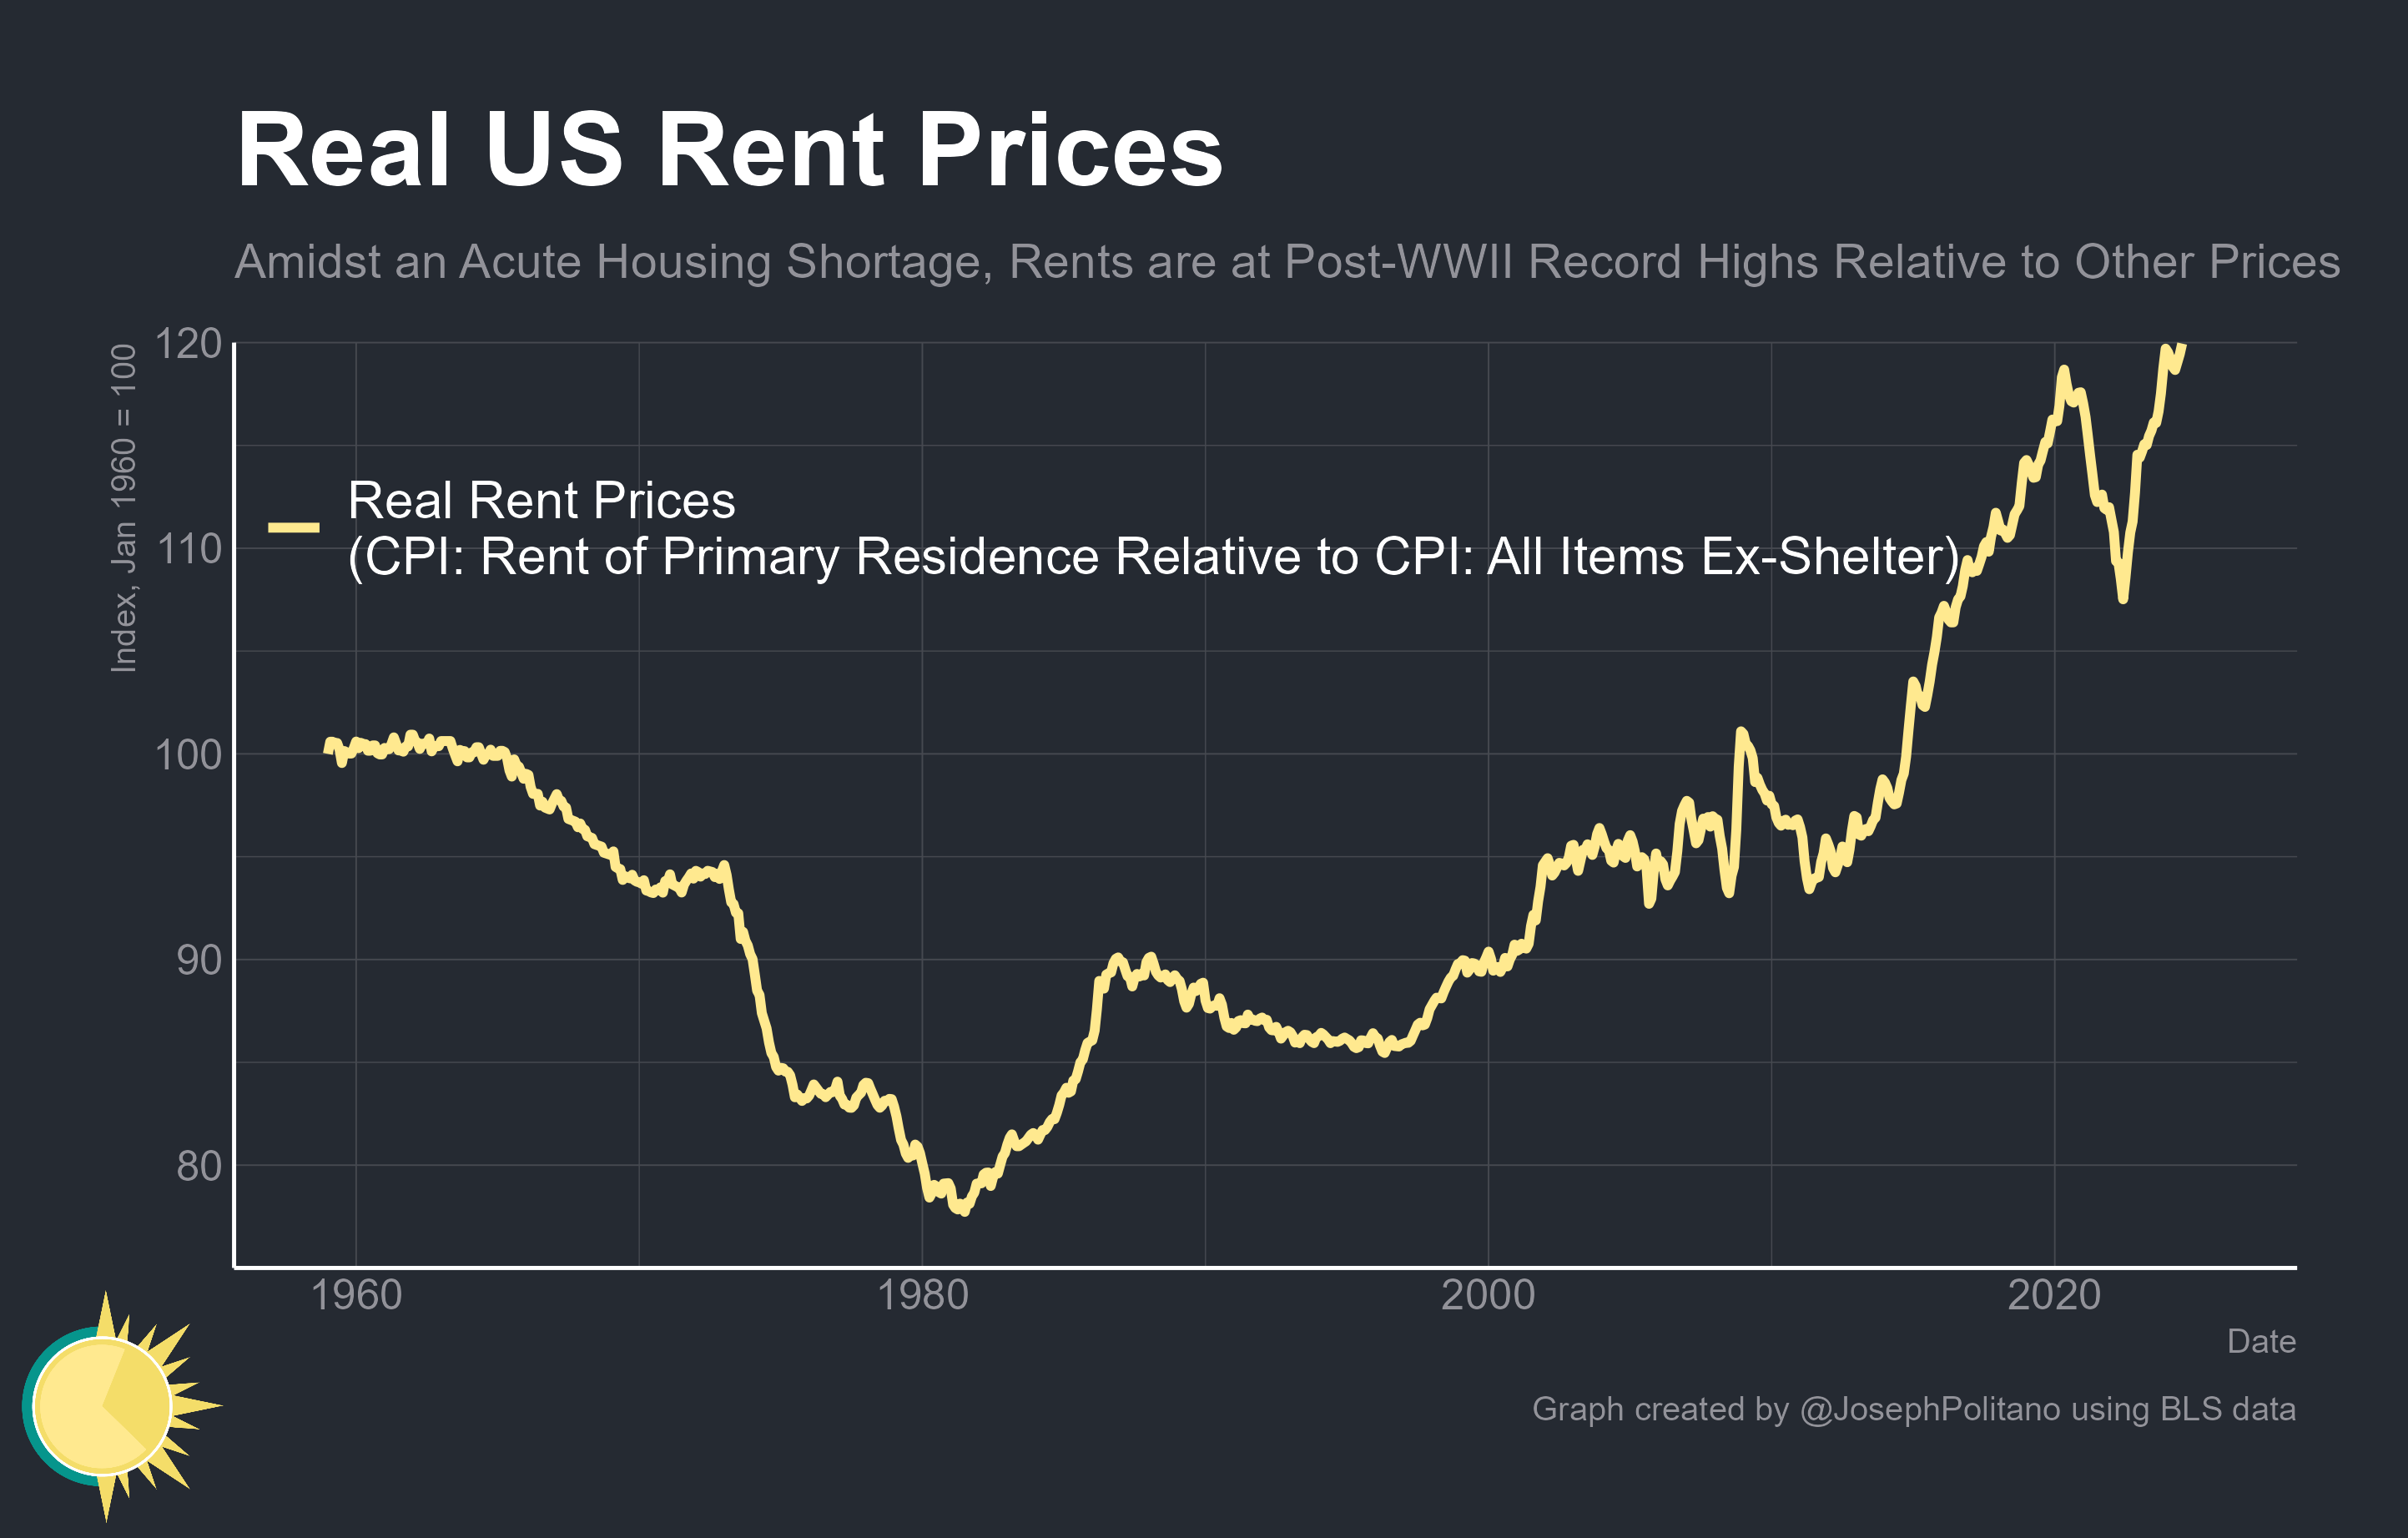 Real US Rent Prices
Amidst an Acute Housing Shortage, Rents are at Post-WWII Record Highs Relative to Other Prices
Index, Jan 1960 = 100
120
110
100
90
80
Real Rent Prices
(CPI: Rent of Primary Residence Relative to CPI: All Items Ex-Shelter)
1960 1980 2000 2020
Date
Graph created by @JosephPolitano using BLS data